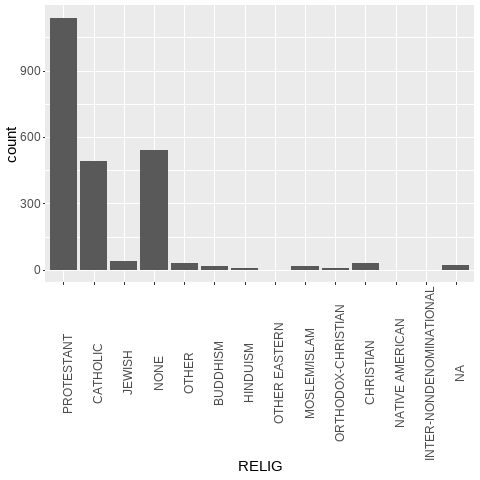 900
600
300
0
count
PROTESTANT
CATHOLIC
JEWISH
NONE
OTHER
BUDDHISM
HINDUISM
OTHER EASTERN
MOSLEM/ISLAM
ORTHODOX-CHRISTIAN
CHRISTIAN
NATIVE AMERICAN
INTER-NONDENOMINATIONAL
NA
RELIG